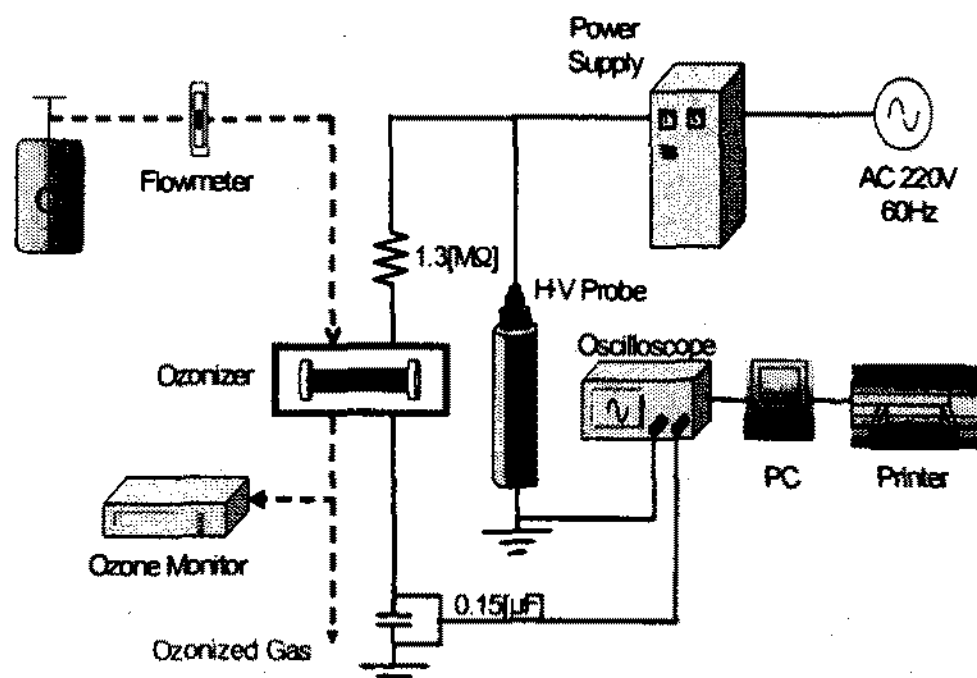 Power
Supply
Flowmeter
AC 220V
60Hz
1.3[MΩ]
H-V Probe
Oscilloscope
Ozonizer
PC
Printer
Ozone Monitor
0.15[μF]
Ozonized Gas